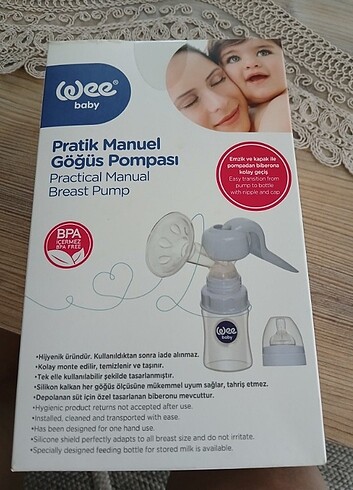 Wee®
baby
Pratik Manuel
Göğüs Pompası
Practical Manual
Breast Pump
Emzik ve kapak ile
pompadan biberona
kolay geçiş
Easy transition from
pump to bottle
with nipple and cap
BPA
İÇERMEZ
BPA FREE
wee
baby
•Hijyenik üründür. Kullanıldıktan sonra iade alınmaz.
•Kolay monte edilir, temizlenir ve taşınır.
•Tek elle kullanılabilir şekilde tasarlanmıştır.
•Silikon kalkan her göğüs ölçüsüne mükemmel uyum sağlar, tahriş etmez.
•Depolanan süt için özel tasarlanan biberonu mevcuttur.
•Hygienic product returns not accepted after use.
•Installed, cleaned and transported with ease.
•Has been designed for one hand use.
•Silicone shield perfectly adapts to all breast size and do not irritate.
•Specially designed feeding bottle for stored milk is available.